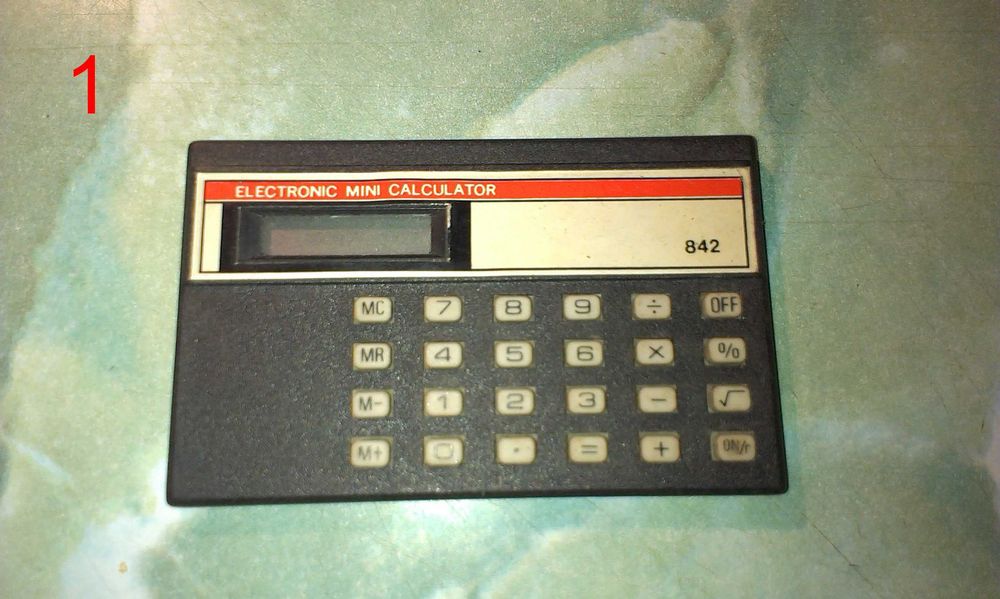 1
ELECTRONIC MINI CALCULATOR
842
MC 7 8 9 ÷ OFF
MR 4 5 6 × %
M- 1 2 3 − √
M+ 0 · = + ON/r